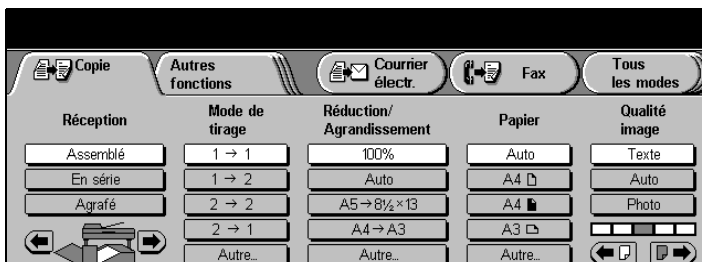 Copie Autres fonctions Courrier électr. Fax Tous les modes
Réception Mode de tirage Réduction/ Agrandissement Papier Qualité image
Assemblé 1 → 1 100% Auto Texte
En série 1 → 2 Auto A4 Auto
Agrafé 2 → 2 A5→8½×13 A4 Photo
2 → 1 A4→A3 A3
Autre... Autre... Autre...